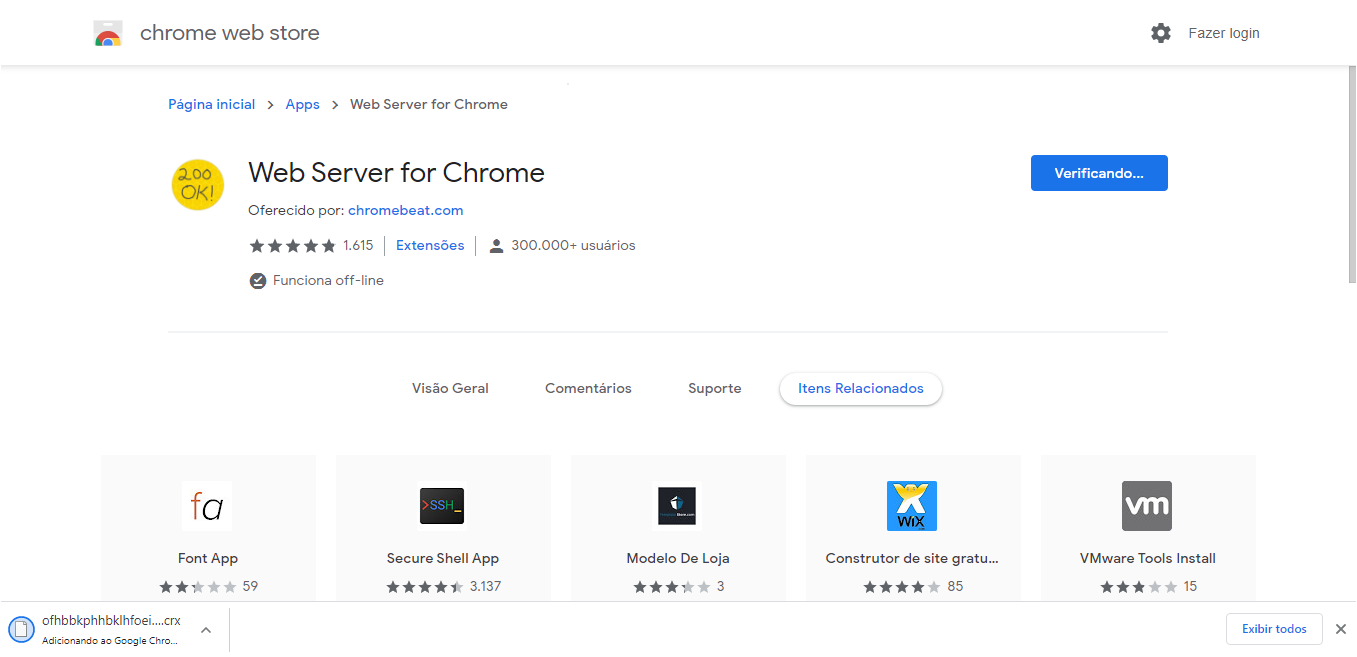 chrome web store
Fazer login
Página inicial > Apps > Web Server for Chrome
200
OK!
Web Server for Chrome
Verificando...
Oferecido por: chromebeat.com
1.615 Extensões 300.000+ usuários
Funciona off-line
Visão Geral Comentários Suporte Itens Relacionados
fa
>SSH_
WiX
vm
Font App Secure Shell App Modelo De Loja Construtor de site gratu... VMware Tools Install
59 3.137 3 85 15
ofhbbkphhbklhfoei....crx
Adicionando ao Google Chro...
Exibir todos